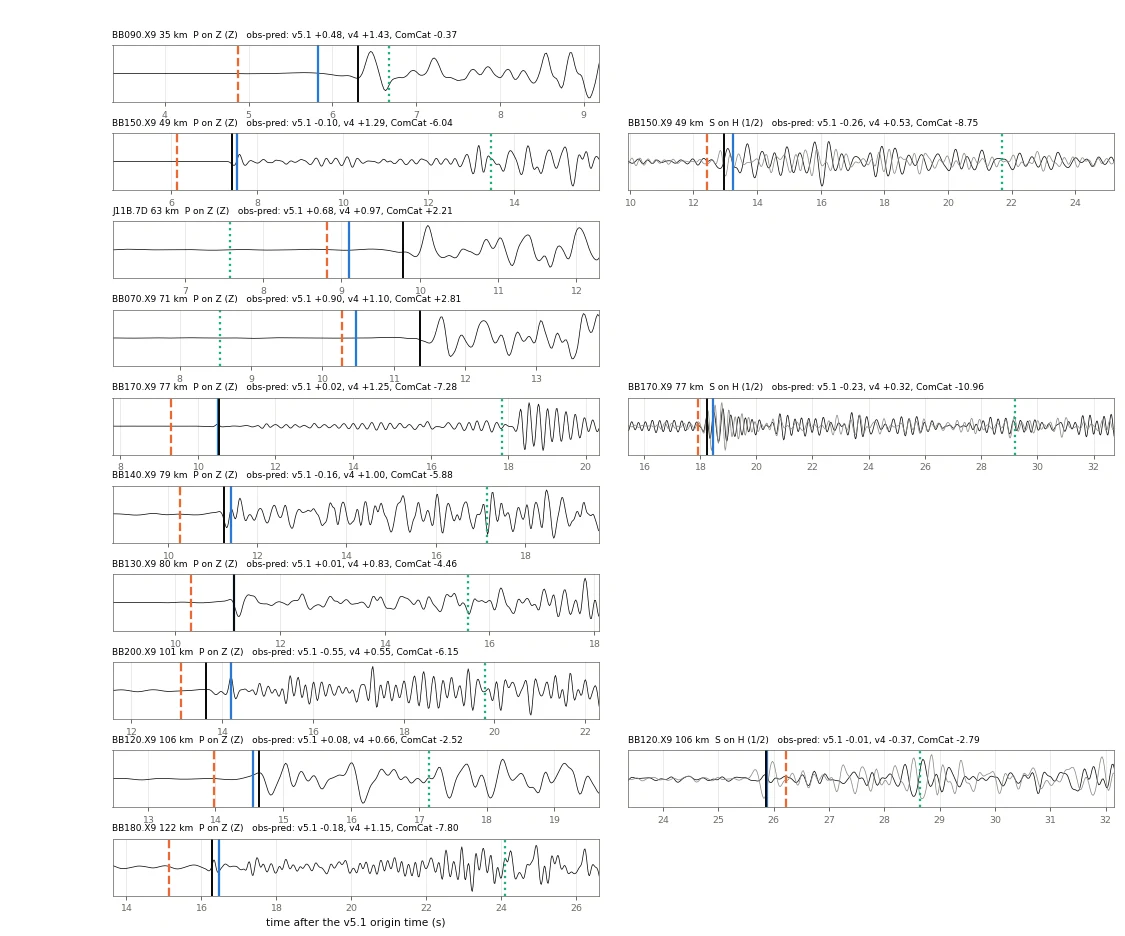 BB090.X9 35 km  P on Z (Z)   obs-pred: v5.1 +0.48, v4 +1.43, ComCat -0.37
4 5 6 7 8 9
BB150.X9 49 km  P on Z (Z)   obs-pred: v5.1 -0.10, v4 +1.29, ComCat -6.04
6 8 10 12 14
BB150.X9 49 km  S on H (1/2)   obs-pred: v5.1 -0.26, v4 +0.53, ComCat -8.75
10 12 14 16 18 20 22 24
J11B.7D 63 km  P on Z (Z)   obs-pred: v5.1 +0.68, v4 +0.97, ComCat +2.21
7 8 9 10 11 12
BB070.X9 71 km  P on Z (Z)   obs-pred: v5.1 +0.90, v4 +1.10, ComCat +2.81
8 9 10 11 12 13
BB170.X9 77 km  P on Z (Z)   obs-pred: v5.1 +0.02, v4 +1.25, ComCat -7.28
8 10 12 14 16 18 20
BB170.X9 77 km  S on H (1/2)   obs-pred: v5.1 -0.23, v4 +0.32, ComCat -10.96
16 18 20 22 24 26 28 30 32
BB140.X9 79 km  P on Z (Z)   obs-pred: v5.1 -0.16, v4 +1.00, ComCat -5.88
10 12 14 16 18
BB130.X9 80 km  P on Z (Z)   obs-pred: v5.1 +0.01, v4 +0.83, ComCat -4.46
10 12 14 16 18
BB200.X9 101 km  P on Z (Z)   obs-pred: v5.1 -0.55, v4 +0.55, ComCat -6.15
12 14 16 18 20 22
BB120.X9 106 km  P on Z (Z)   obs-pred: v5.1 +0.08, v4 +0.66, ComCat -2.52
13 14 15 16 17 18 19
BB120.X9 106 km  S on H (1/2)   obs-pred: v5.1 -0.01, v4 -0.37, ComCat -2.79
24 25 26 27 28 29 30 31 32
BB180.X9 122 km  P on Z (Z)   obs-pred: v5.1 -0.18, v4 +1.15, ComCat -7.80
14 16 18 20 22 24 26
time after the v5.1 origin time (s)